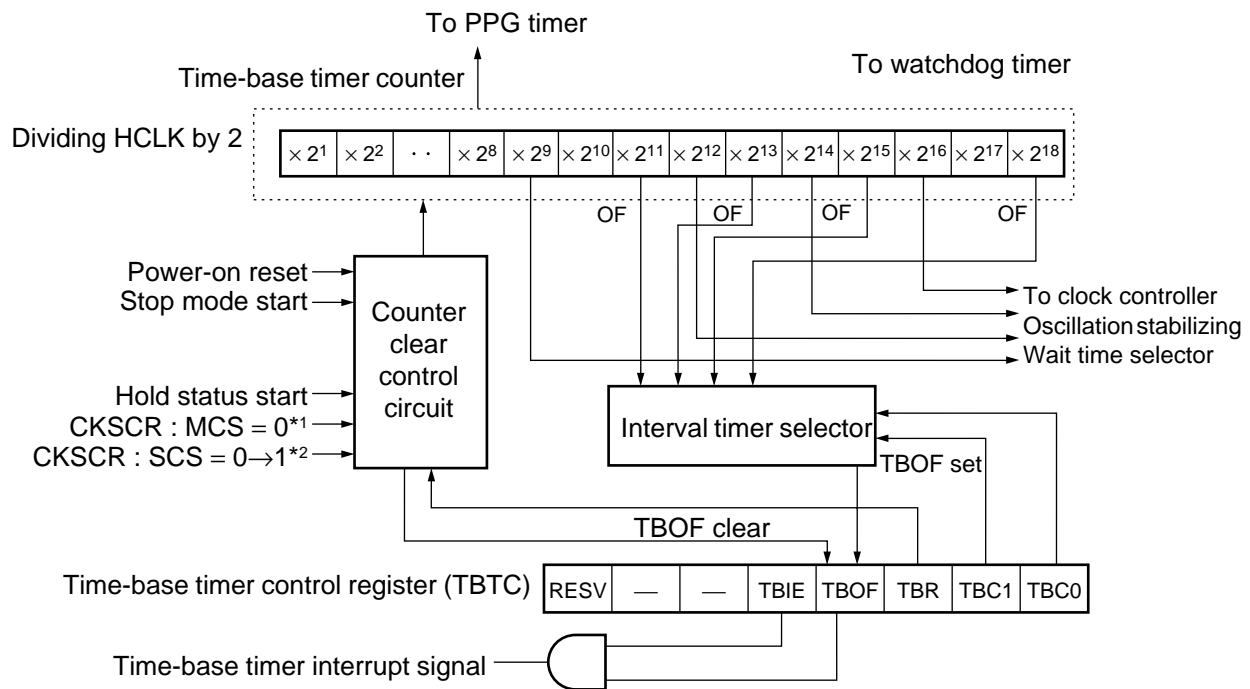 To PPG timer
Time-base timer counter
To watchdog timer
Dividing HCLK by 2
× 2¹ × 2² · · × 2⁸ × 2⁹ × 2¹⁰ × 2¹¹ × 2¹² × 2¹³ × 2¹⁴ × 2¹⁵ × 2¹⁶ × 2¹⁷ × 2¹⁸
OF OF OF OF
Power-on reset
Stop mode start
Hold status start
CKSCR : MCS = 0*¹
CKSCR : SCS = 0→1*²
Counter
clear
control
circuit
To clock controller
Oscillation stabilizing
Wait time selector
Interval timer selector
TBOF set
TBOF clear
Time-base timer control register (TBTC)
RESV — — TBIE TBOF TBR TBC1 TBC0
Time-base timer interrupt signal